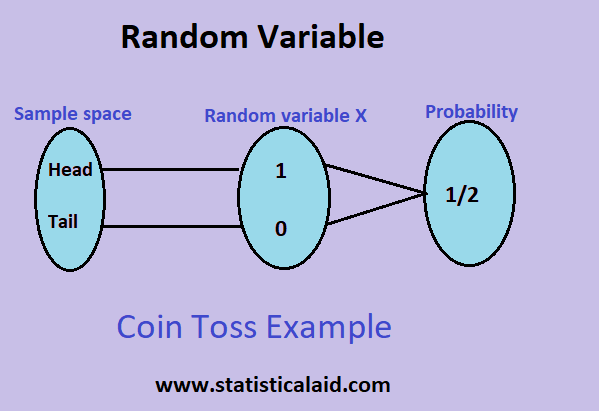 Random Variable
Sample space
Random variable X
Probability
Head
1
1/2
Tail
0
Coin Toss Example
www.statisticalaid.com